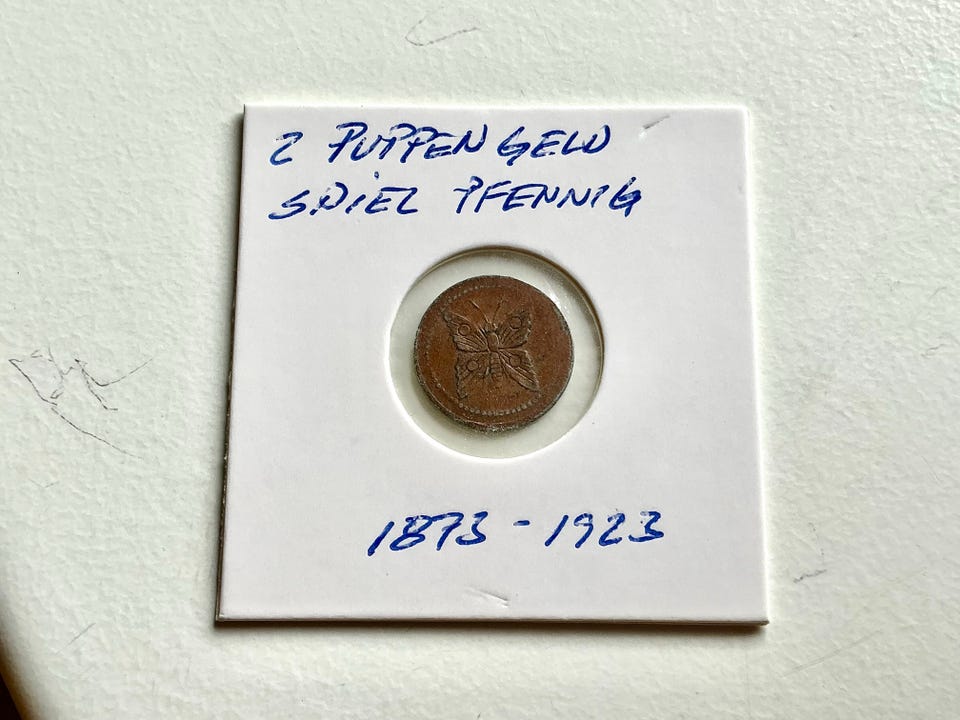 2 PUPPENGELD
SPIEL PFENNIG
1873 - 1923